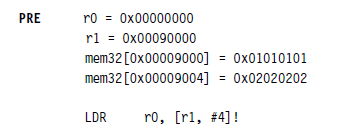 PRE r0 = 0x00000000
r1 = 0x00090000
mem32[0x00009000] = 0x01010101
mem32[0x00009004] = 0x02020202
LDR r0, [r1, #4]!